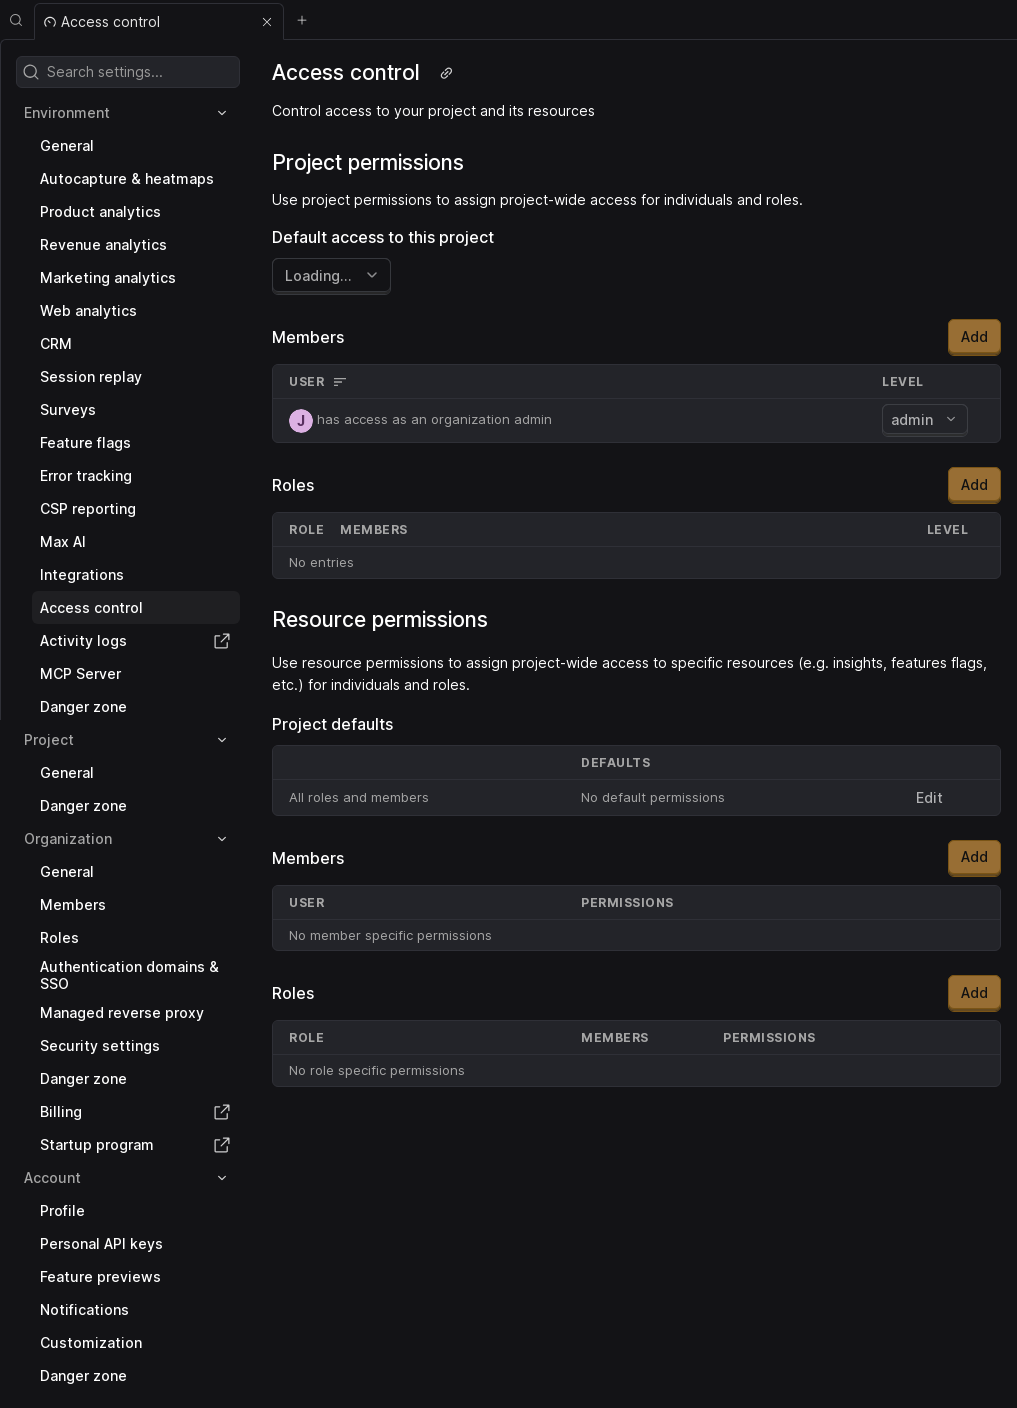 Access control
Search settings...
Environment
General
Autocapture & heatmaps
Product analytics
Revenue analytics
Marketing analytics
Web analytics
CRM
Session replay
Surveys
Feature flags
Error tracking
CSP reporting
Max AI
Integrations
Access control
Activity logs
MCP Server
Danger zone
Project
General
Danger zone
Organization
General
Members
Roles
Authentication domains &
SSO
Managed reverse proxy
Security settings
Danger zone
Billing
Startup program
Account
Profile
Personal API keys
Feature previews
Notifications
Customization
Danger zone
Access control
Control access to your project and its resources
Project permissions
Use project permissions to assign project-wide access for individuals and roles.
Default access to this project
Loading...
Members Add
USER LEVEL
J has access as an organization admin admin
Roles Add
ROLE MEMBERS LEVEL
No entries
Resource permissions
Use resource permissions to assign project-wide access to specific resources (e.g. insights, features flags,
etc.) for individuals and roles.
Project defaults
DEFAULTS
All roles and members No default permissions Edit
Members Add
USER PERMISSIONS
No member specific permissions
Roles Add
ROLE MEMBERS PERMISSIONS
No role specific permissions